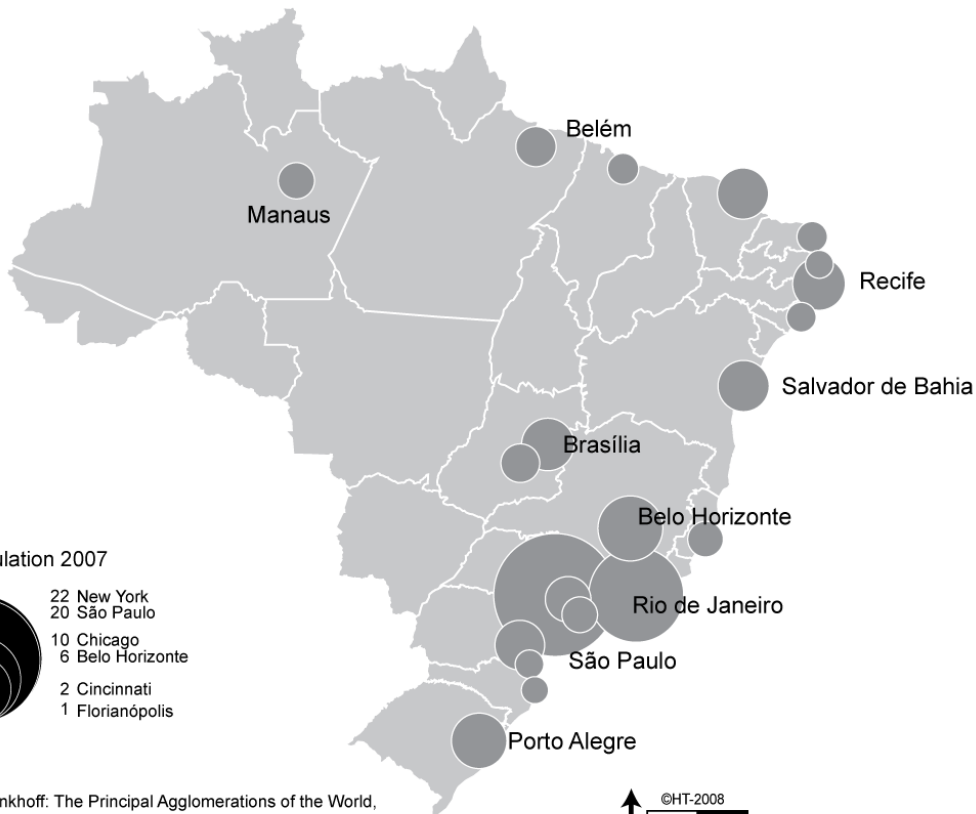 Belém
Manaus
Recife
Salvador de Bahia
Brasília
Belo Horizonte
Rio de Janeiro
São Paulo
Porto Alegre
2007
22 New York
20 São Paulo
10 Chicago
6 Belo Horizonte
2 Cincinnati
1 Florianópolis
The Principal Agglomerations of the World,
©HT-2008